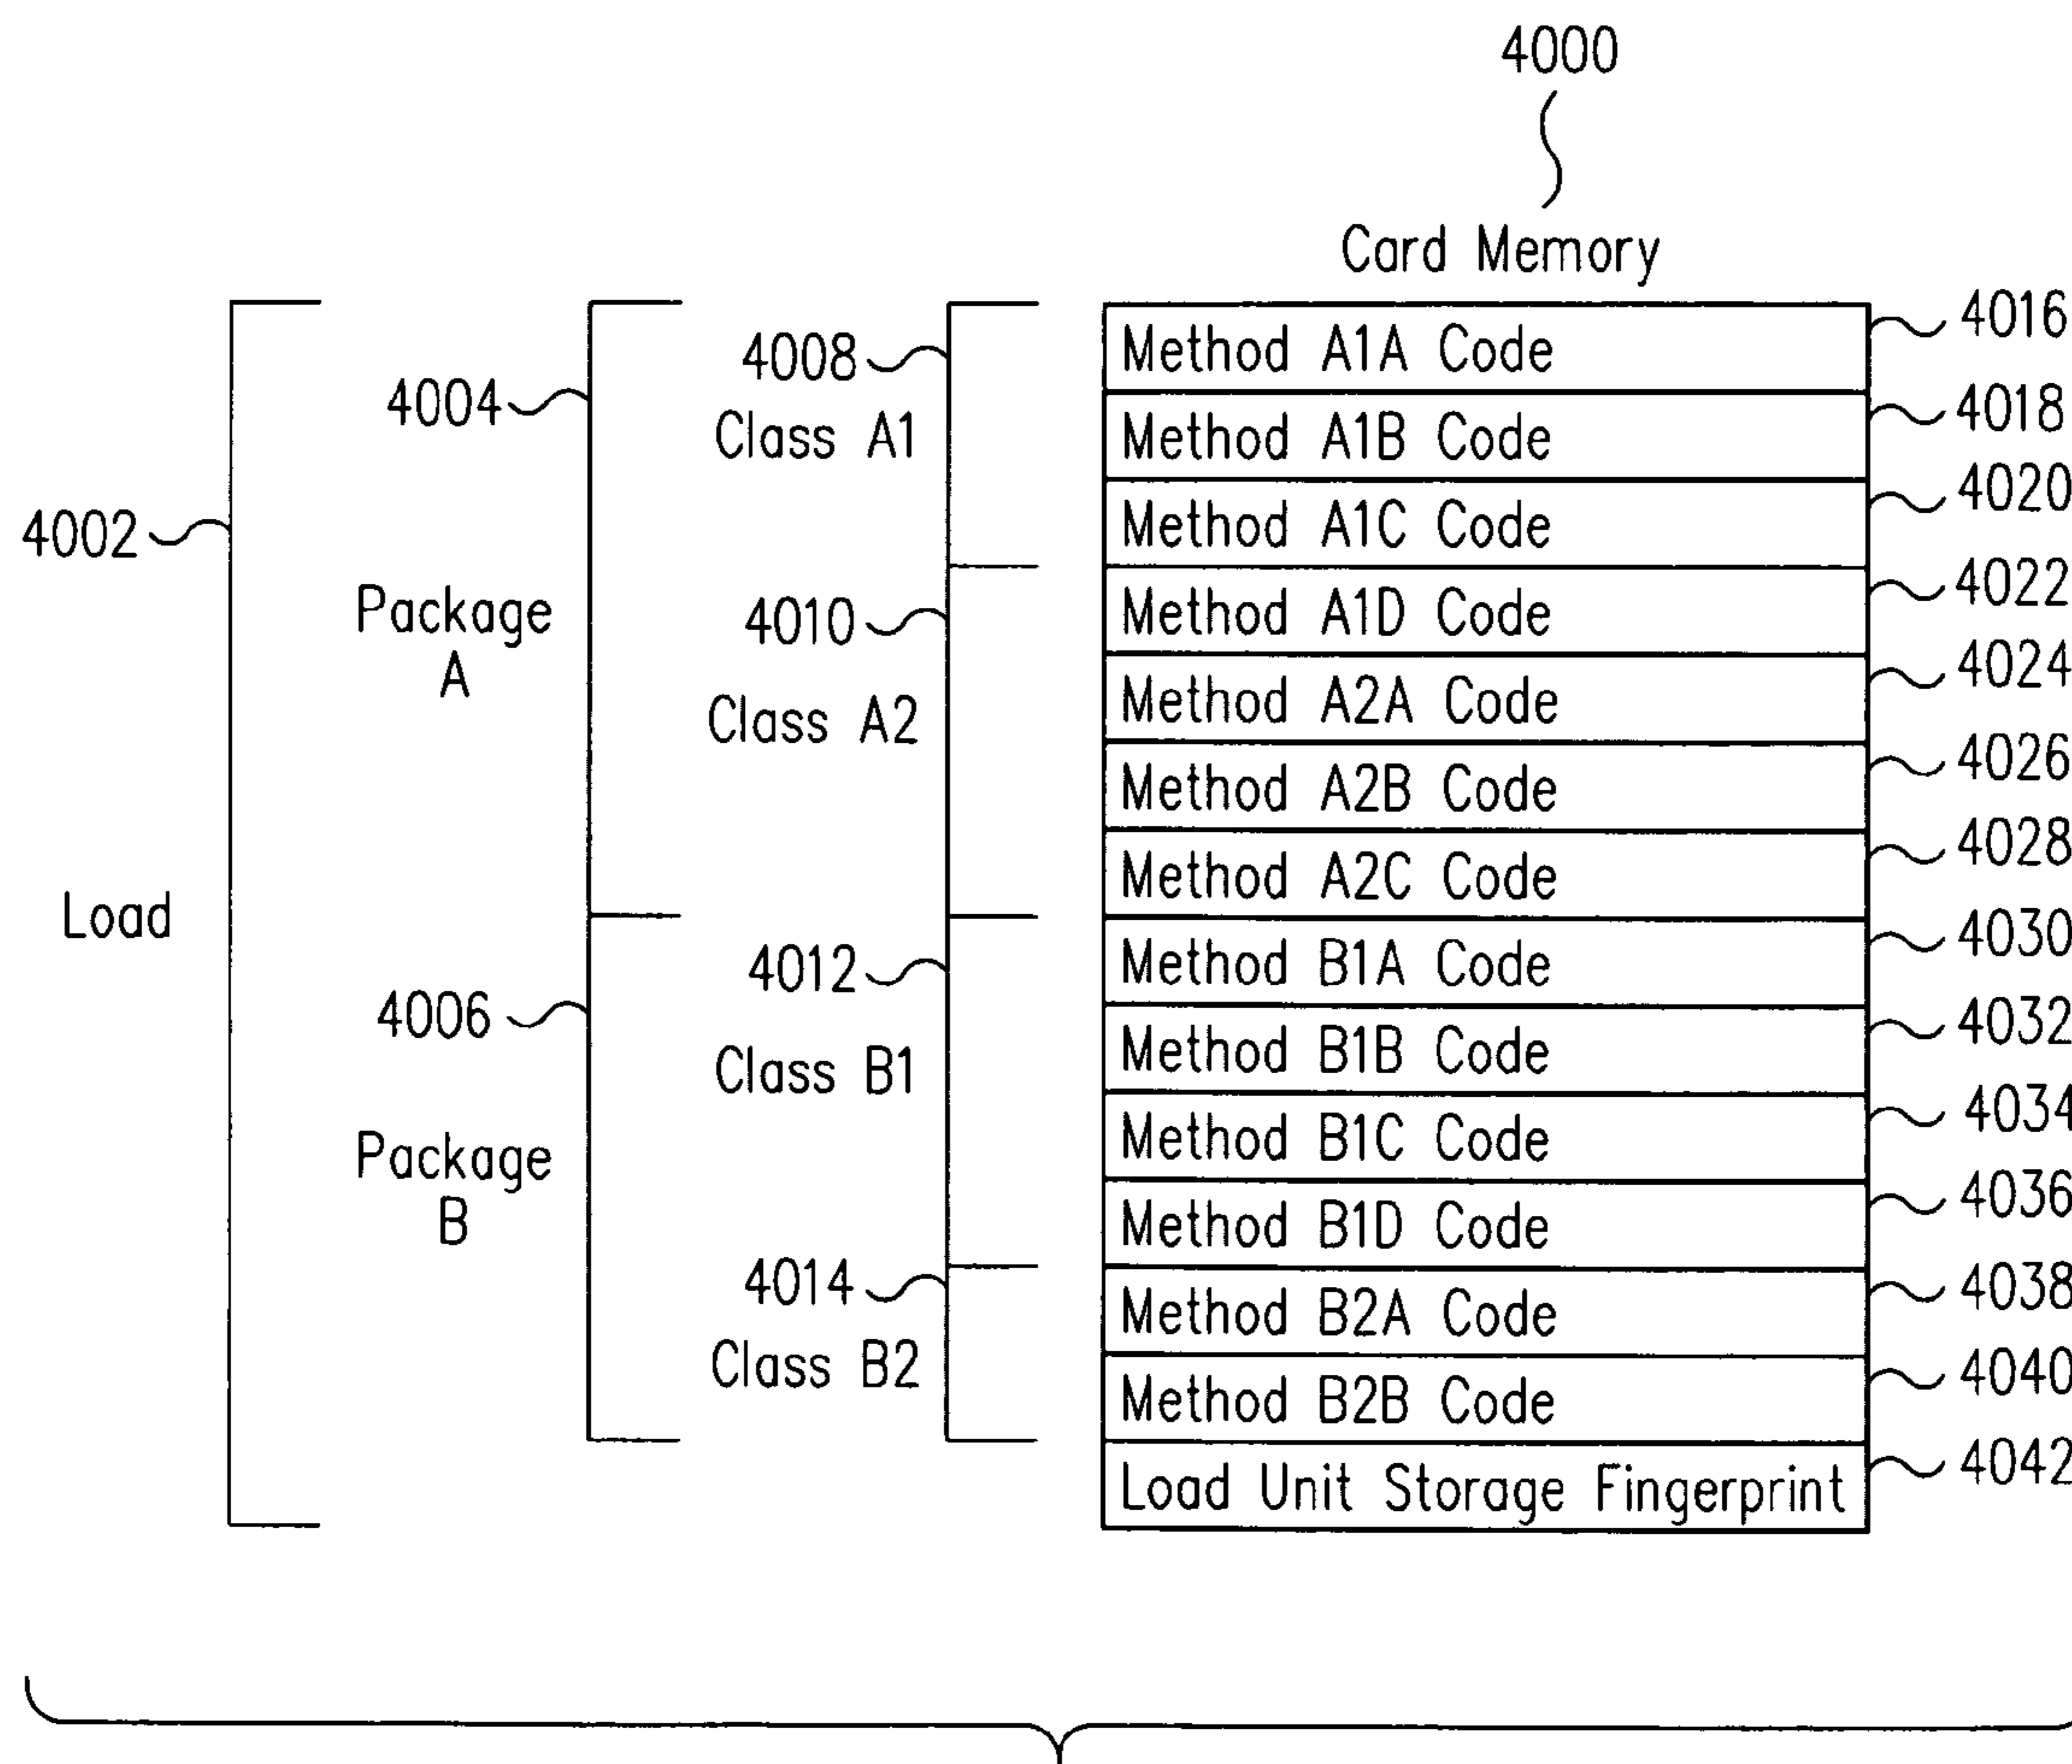 4000
Card Memory
4002
Load
4004
Package
A
4006
Package
B
4008
Class A1
4010
Class A2
4012
Class B1
4014
Class B2
Method A1A Code
4016
Method A1B Code
4018
Method A1C Code
4020
Method A1D Code
4022
Method A2A Code
4024
Method A2B Code
4026
Method A2C Code
4028
Method B1A Code
4030
Method B1B Code
4032
Method B1C Code
4034
Method B1D Code
4036
Method B2A Code
4038
Method B2B Code
4040
Load Unit Storage Fingerprint
4042